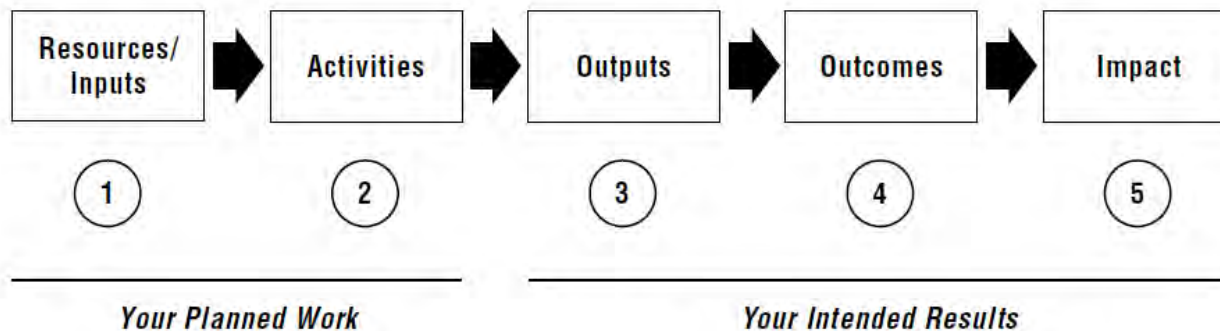 Resources/
Inputs
Activities
Outputs
Outcomes
Impact
1
2
3
4
5
Your Planned Work
Your Intended Results